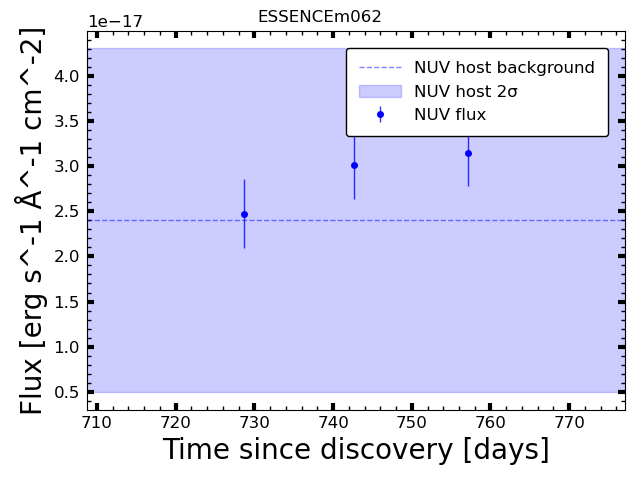 ESSENCEm062
1e−17
NUV host background
NUV host 2σ
NUV flux
4.0
3.5
3.0
2.5
2.0
1.5
1.0
0.5
Flux [erg s^-1 Å^-1 cm^-2]
710 720 730 740 750 760 770
Time since discovery [days]